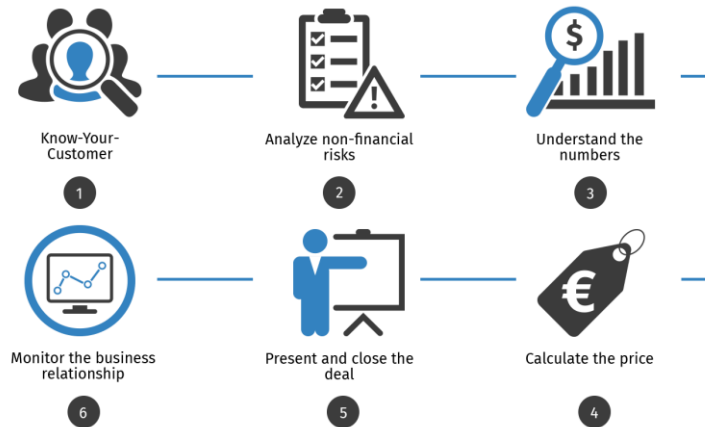 $
Know-Your-
Customer
Analyze non-financial
risks
Understand the
numbers
1
2
3
€
Monitor the business
relationship
Present and close the
deal
Calculate the price
6
5
4